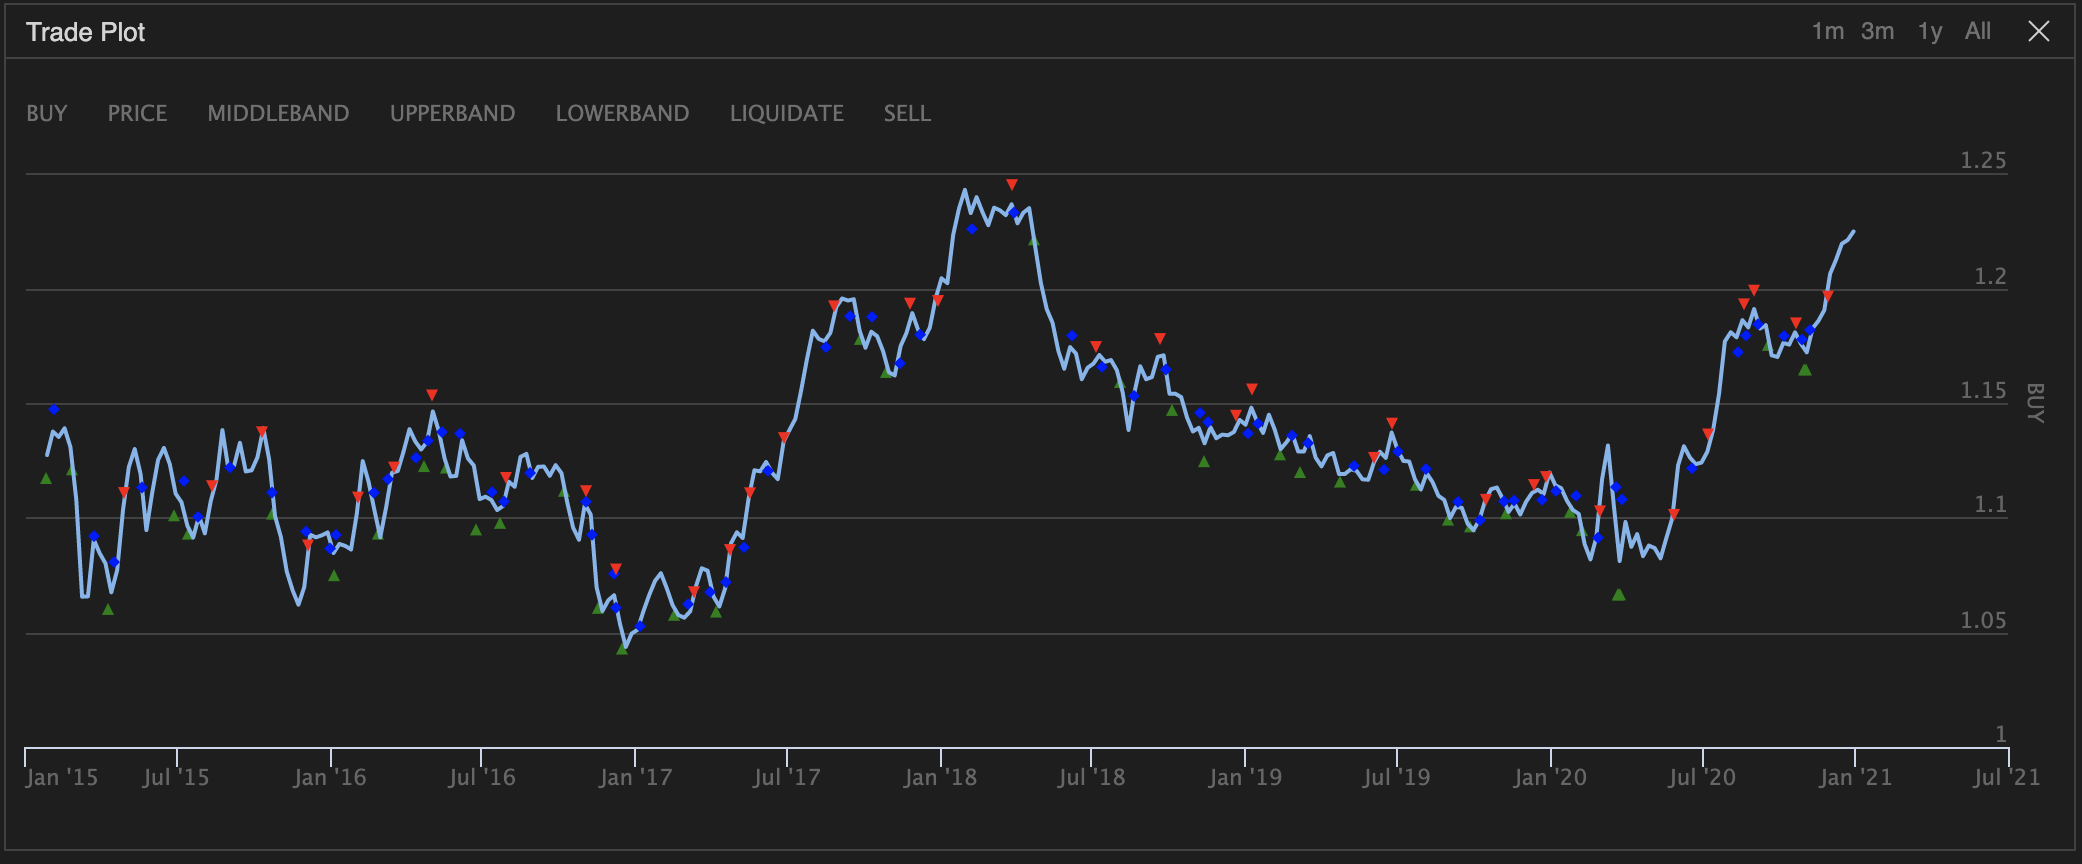 Trade Plot 1m 3m 1y All
BUY PRICE MIDDLEBAND UPPERBAND LOWERBAND LIQUIDATE SELL
1.25
1.2
1.15
1.1
1.05
1
BUY
Jan '15 Jul '15 Jan '16 Jul '16 Jan '17 Jul '17 Jan '18 Jul '18 Jan '19 Jul '19 Jan '20 Jul '20 Jan '21 Jul '21